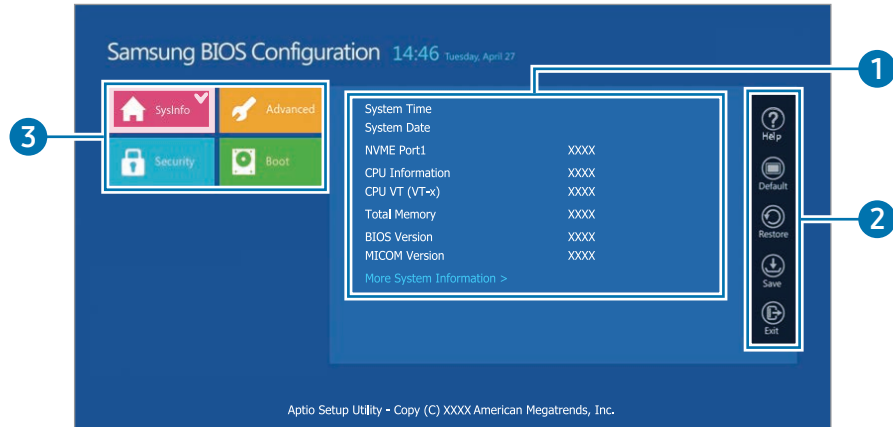 Samsung BIOS Configuration 14:46 Tuesday, April 27
1
SysInfo
Advanced
3
Security
Boot
System Time
System Date
NVME Port1 XXXX
CPU Information XXXX
CPU VT (VT-x) XXXX
Total Memory XXXX
BIOS Version XXXX
MICOM Version XXXX
More System Information >
Help
Default
Restore
Save
Exit
2
Aptio Setup Utility - Copy (C) XXXX American Megatrends, Inc.